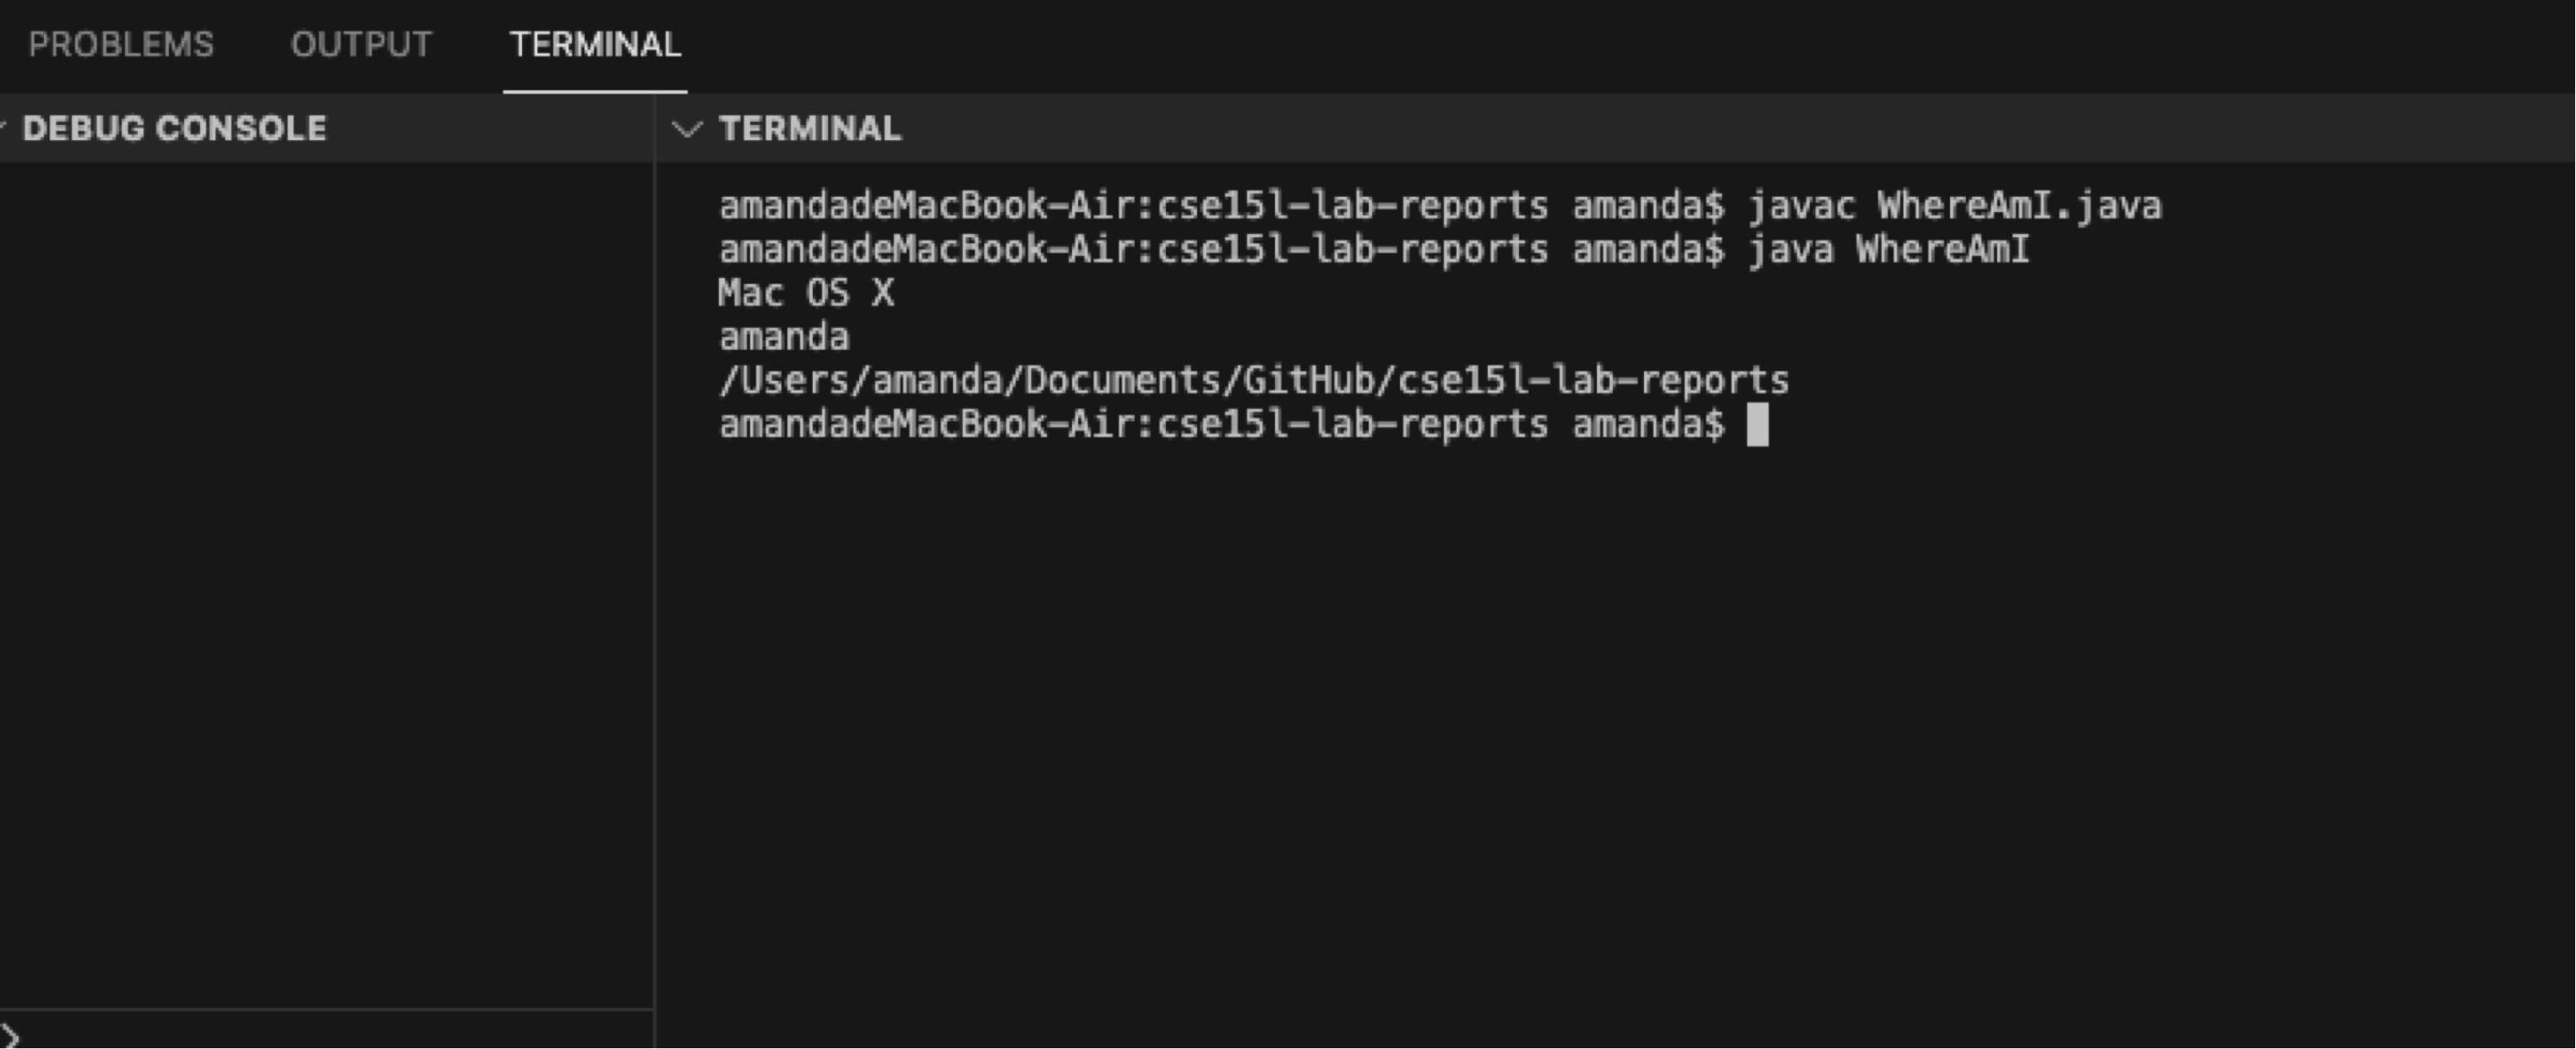 PROBLEMS OUTPUT TERMINAL
DEBUG CONSOLE
TERMINAL
amandadeMacBook-Air:cse15l-lab-reports amanda$ javac WhereAmI.java
amandadeMacBook-Air:cse15l-lab-reports amanda$ java WhereAmI
Mac OS X
amanda
/Users/amanda/Documents/GitHub/cse15l-lab-reports
amandadeMacBook-Air:cse15l-lab-reports amanda$